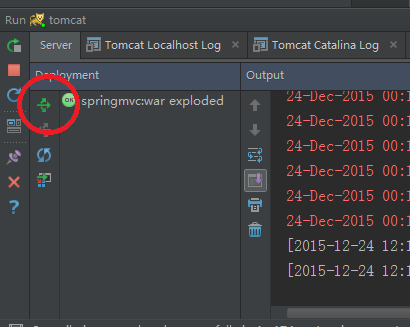 Run tomcat
Server
Tomcat Localhost Log
Tomcat Catalina Log
Deployment
Output
OK springmvc:war exploded
24-Dec-2015 00:1
24-Dec-2015 00:1
24-Dec-2015 00:1
24-Dec-2015 00:1
24-Dec-2015 00:1
24-Dec-2015 00:1
[2015-12-24 12:1
[2015-12-24 12:1